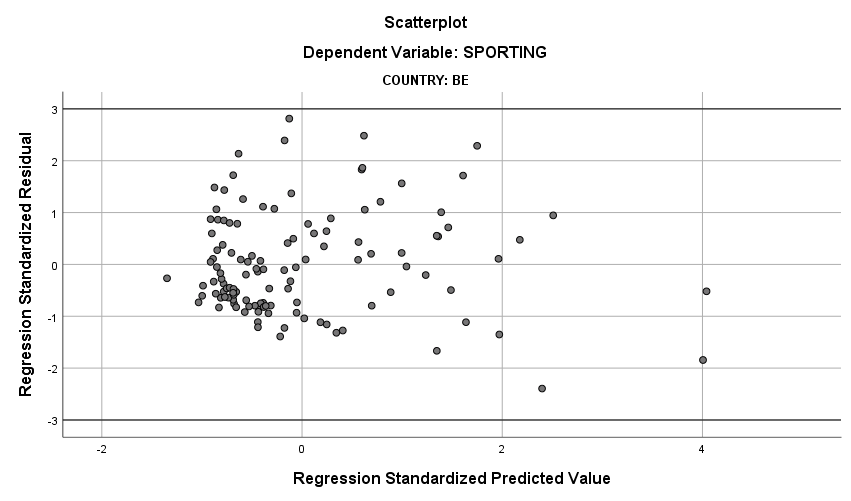 Scatterplot
Dependent Variable: SPORTING
COUNTRY: BE
Regression Standardized Residual
3
2
1
0
-1
-2
-3
-2
0
2
4
Regression Standardized Predicted Value